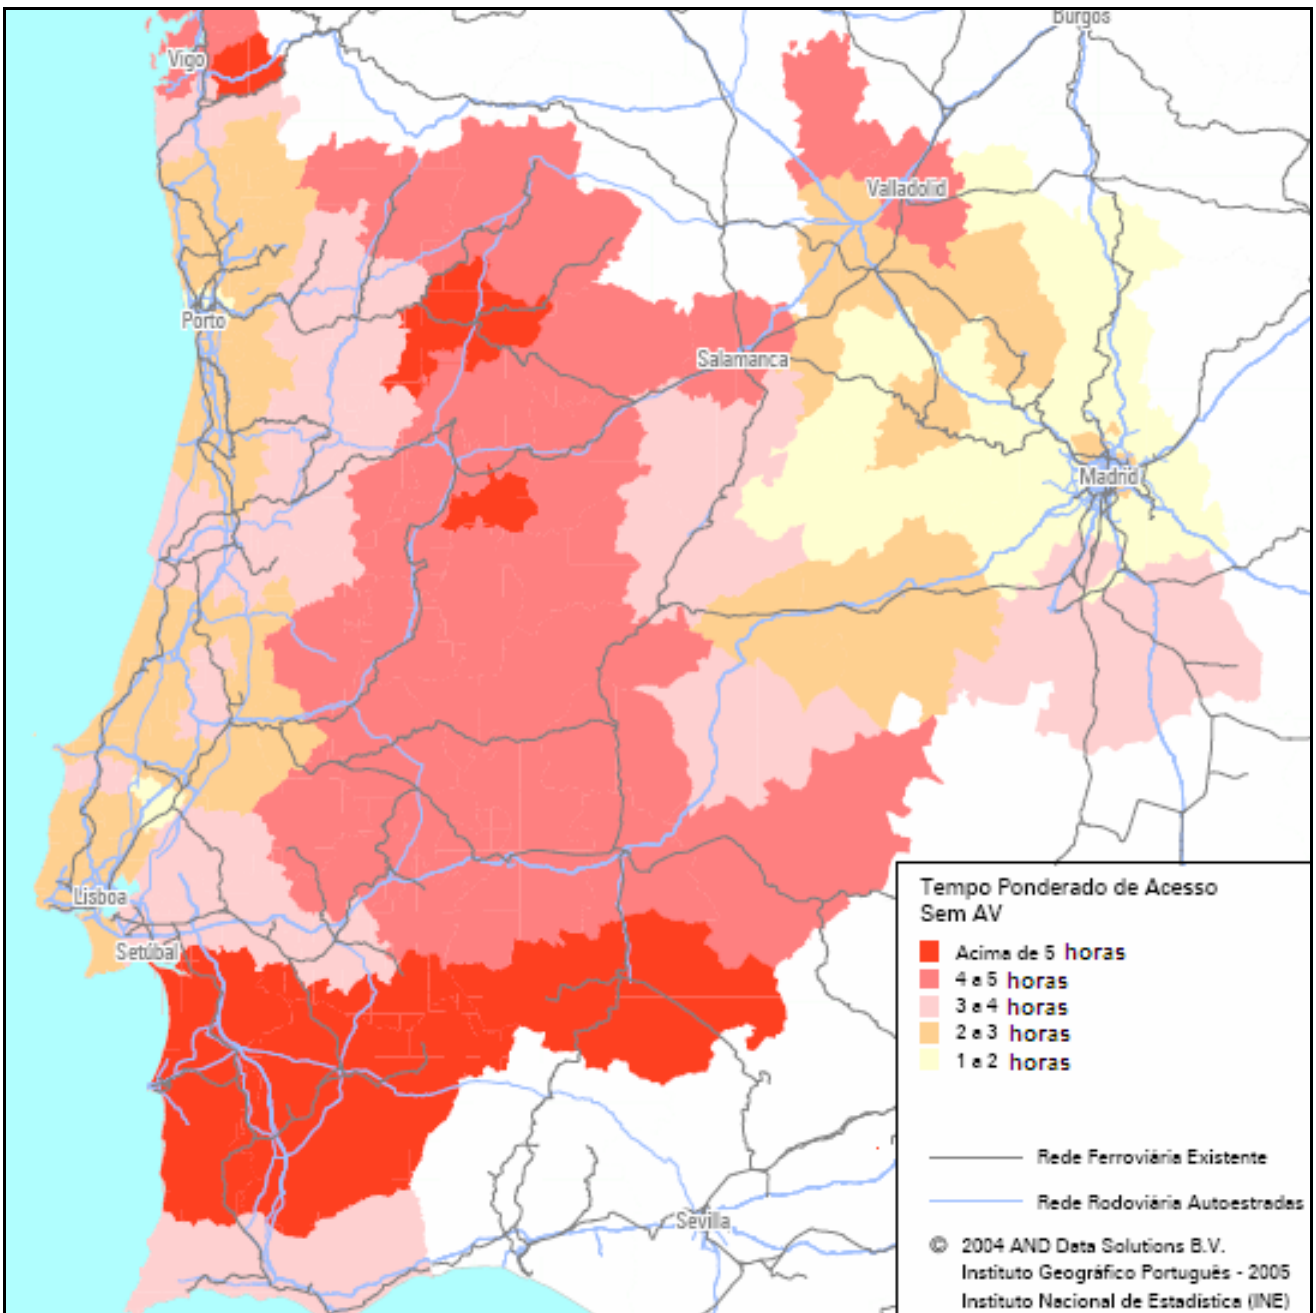 Burgos
Vigo
Valladolid
Porto
Salamanca
Madrid
Lisboa
Setúbal
Sevilla
Tempo Ponderado de Acesso
Sem AV
Acima de 5 horas
4 a 5 horas
3 a 4 horas
2 a 3 horas
1 a 2 horas
Rede Ferroviária Existente
Rede Rodoviária Autoestradas
© 2004 AND Data Solutions B.V.
Instituto Geográfico Português - 2005
Instituto Nacional de Estadística (INE)